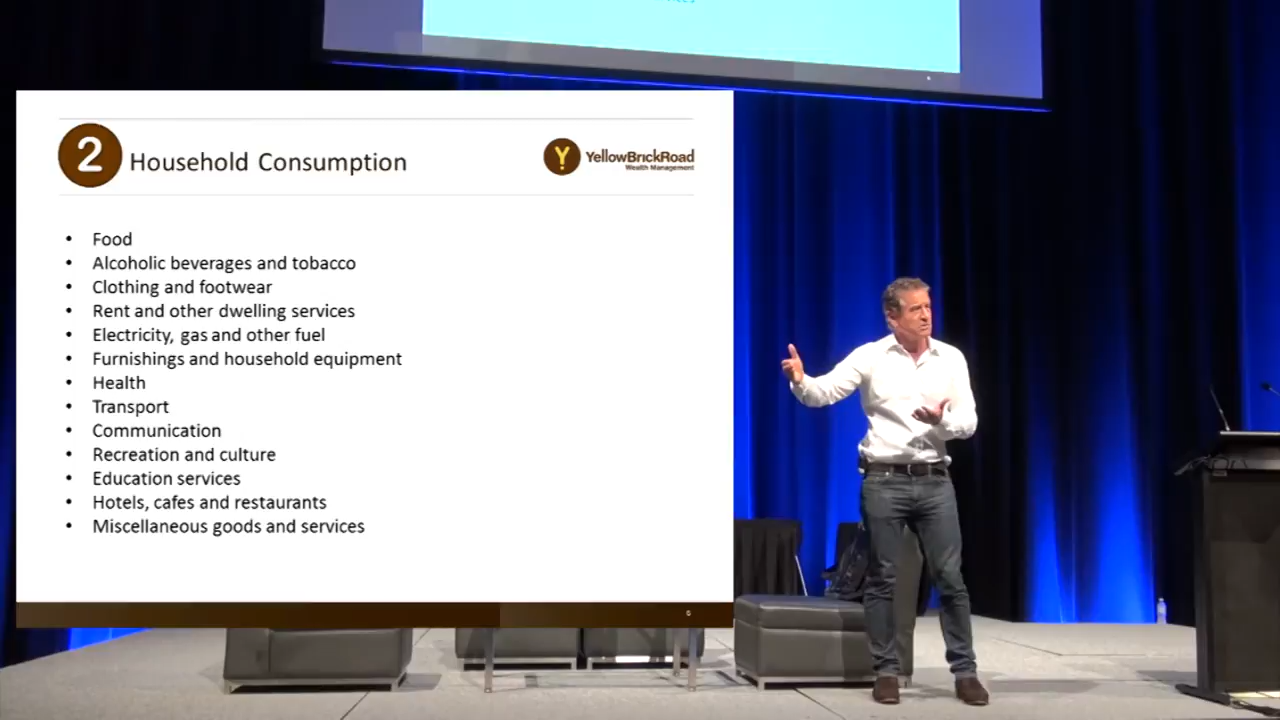 2 Household Consumption
Y YellowBrickRoad
Wealth Management
• Food
• Alcoholic beverages and tobacco
• Clothing and footwear
• Rent and other dwelling services
• Electricity, gas and other fuel
• Furnishings and household equipment
• Health
• Transport
• Communication
• Recreation and culture
• Education services
• Hotels, cafes and restaurants
• Miscellaneous goods and services